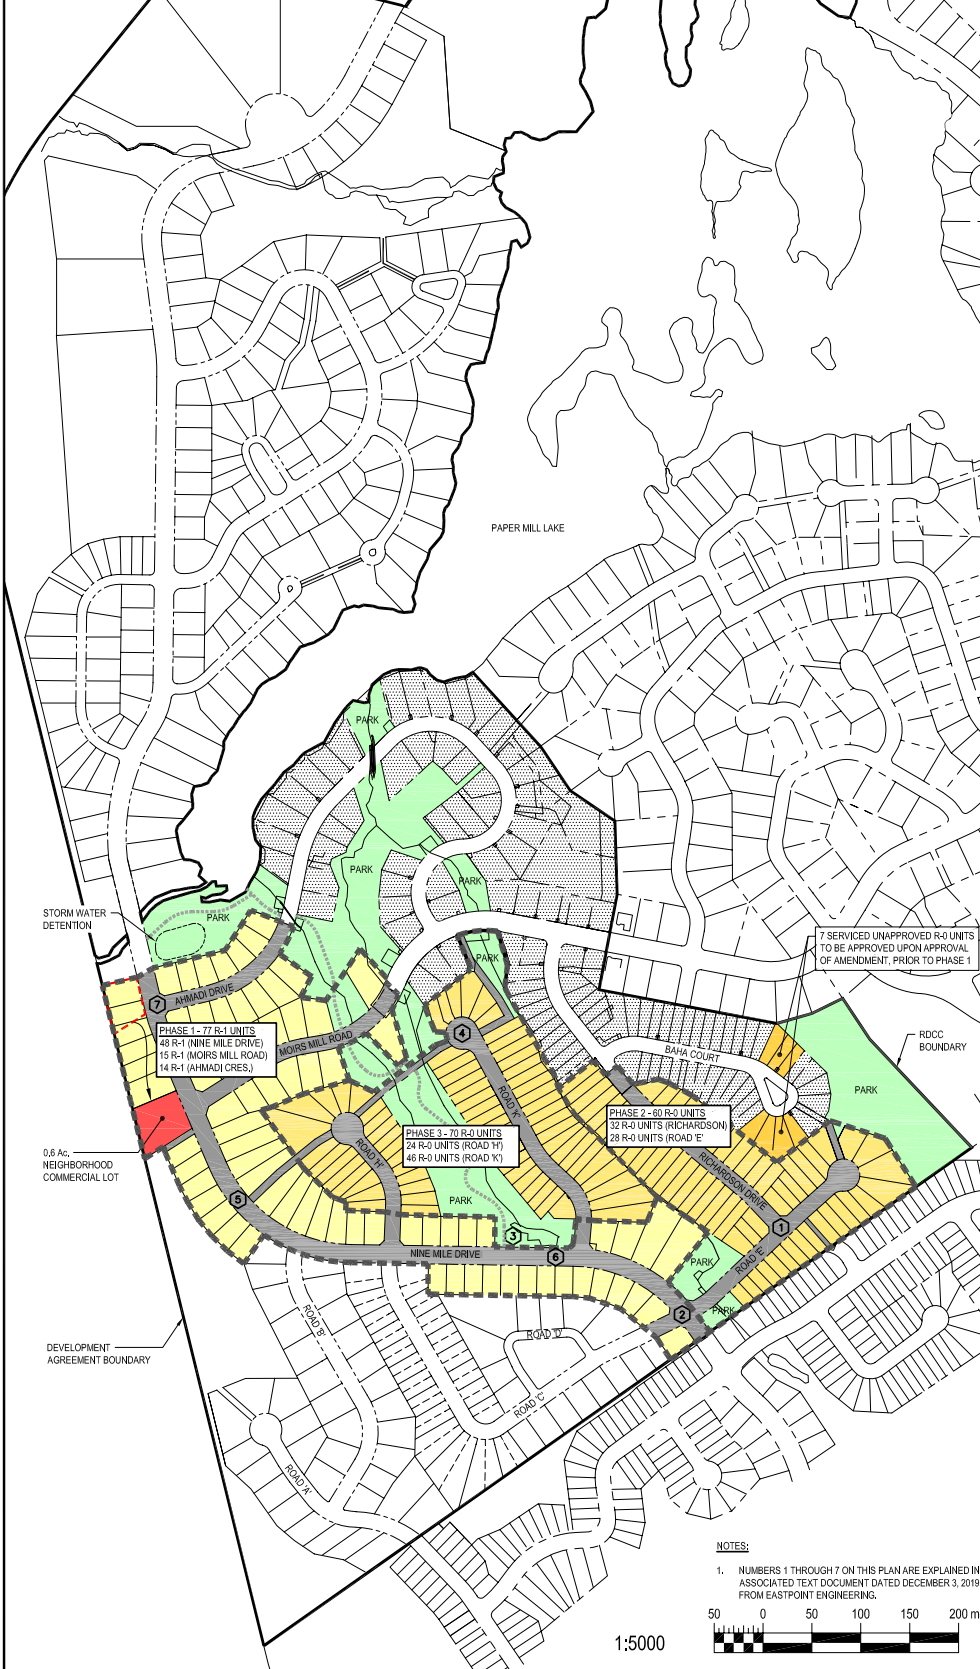 PAPER MILL LAKE
PARK
PARK
PARK
STORM WATER
DETENTION
PARK
7 SERVICED UNAPPROVED R-0 UNITS
TO BE APPROVED UPON APPROVAL
OF AMENDMENT, PRIOR TO PHASE 1
PARK
7
AHMADI DRIVE
PHASE 1 - 77 R-1 UNITS
48 R-1 (NINE MILE DRIVE)
15 R-1 (MOIRS MILL ROAD)
14 R-1 (AHMADI CRES.)
MOIRS MILL ROAD
4
RDCC
BOUNDARY
BAHA COURT
PARK
ROAD 'K'
PHASE 2 - 60 R-0 UNITS
32 R-0 UNITS (RICHARDSON)
28 R-0 UNITS (ROAD 'E'
PHASE 3 - 70 R-0 UNITS
24 R-0 UNITS (ROAD 'H')
46 R-0 UNITS (ROAD 'K')
0.6 Ac.
NEIGHBORHOOD
COMMERCIAL LOT
ROAD 'H'
RICHARDSON DRIVE
5
PARK
3
1
NINE MILE DRIVE
6
PARK
ROAD 'E'
2
PARK
ROAD 'B'
ROAD 'D'
DEVELOPMENT
AGREEMENT BOUNDARY
ROAD 'C'
ROAD 'A'
NOTES:
1. NUMBERS 1 THROUGH 7 ON THIS PLAN ARE EXPLAINED IN
ASSOCIATED TEXT DOCUMENT DATED DECEMBER 3, 2019
FROM EASTPOINT ENGINEERING.
50 0 50 100 150 200 m
1:5000